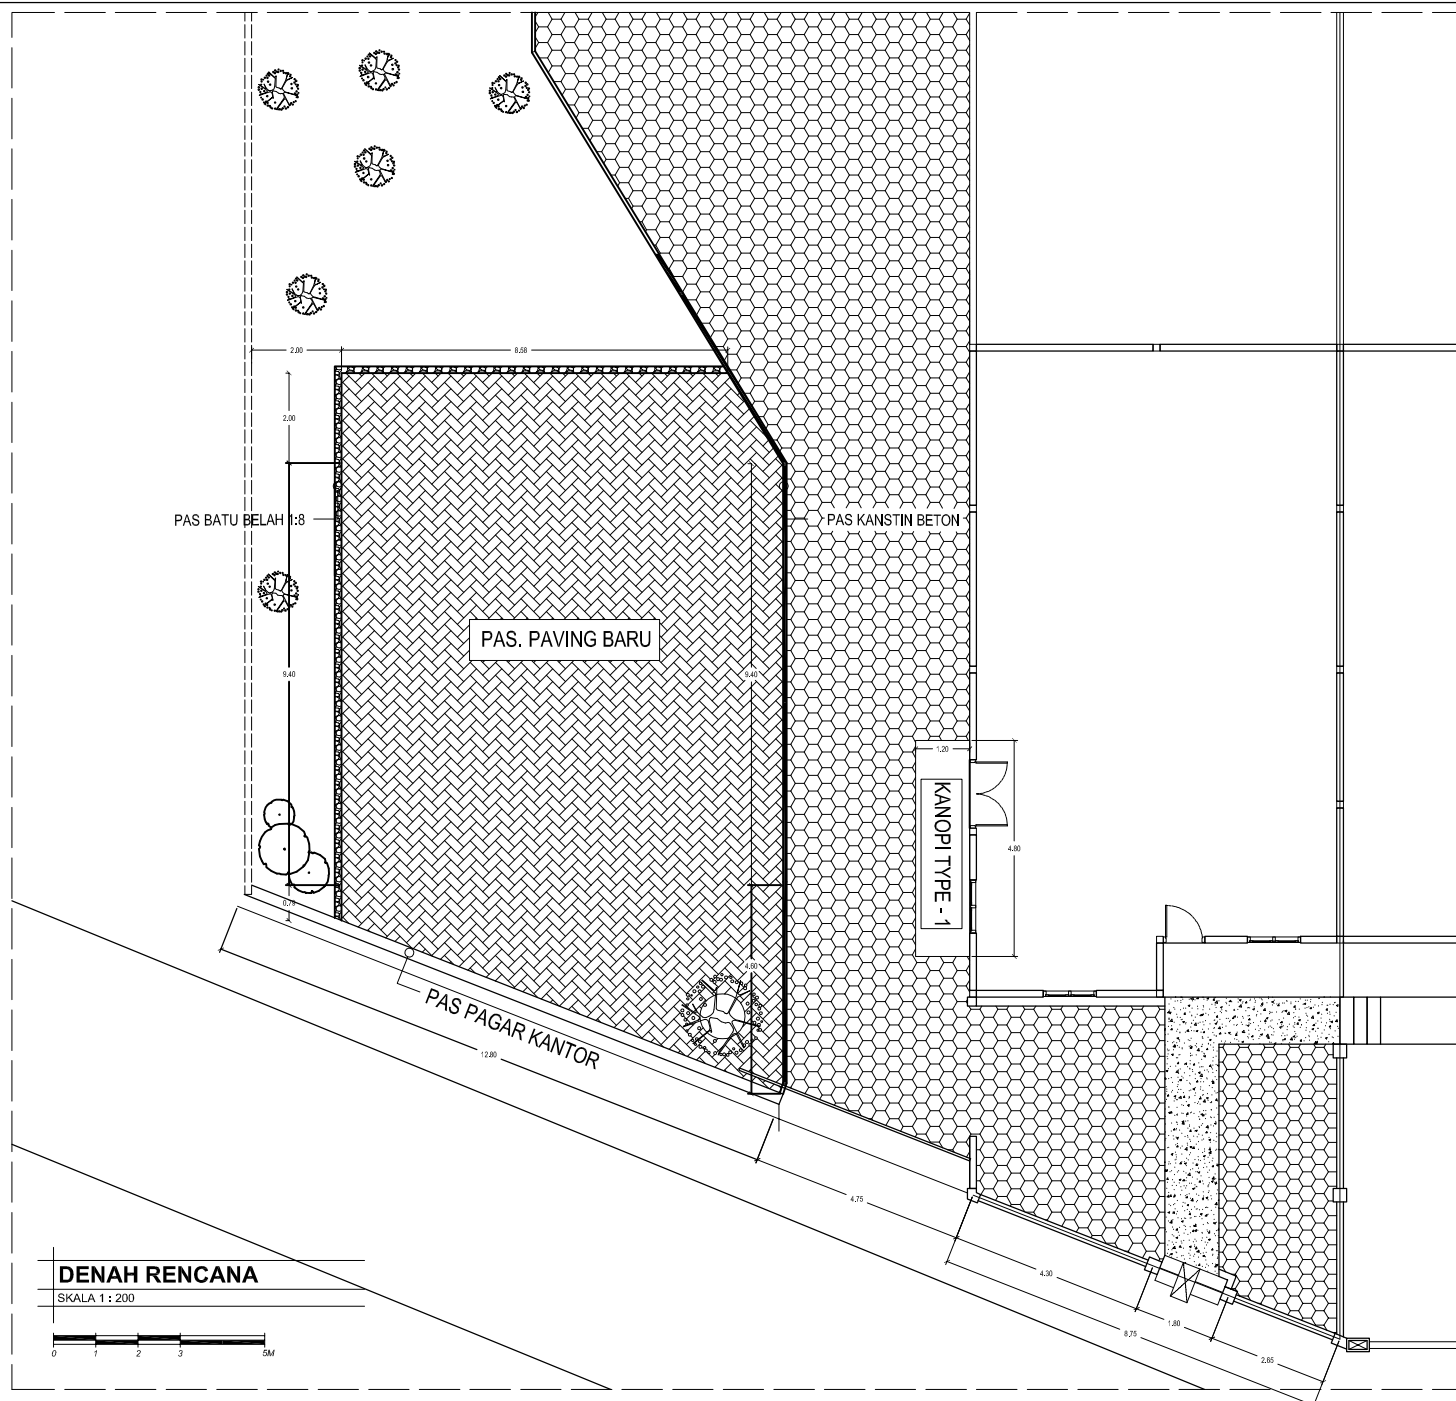 2.00
8.58
2.00
PAS BATU BELAH 1:8
PAS KANSTIN BETON
PAS. PAVING BARU
9.40
9.40
1.20
KANOPI TYPE - 1
4.80
0.79
4.60
PAS PAGAR KANTOR
12.80
4.75
4.30
1.80
8.75
2.65
DENAH RENCANA
SKALA 1 : 200
0 1 2 3 5M